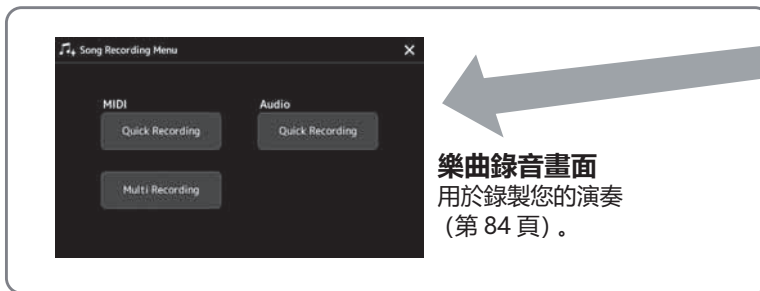 Song Recording Menu
MIDI
Audio
Quick Recording
Quick Recording
Multi Recording
樂曲錄音畫面
用於錄製您的演奏
（第 84 頁）。